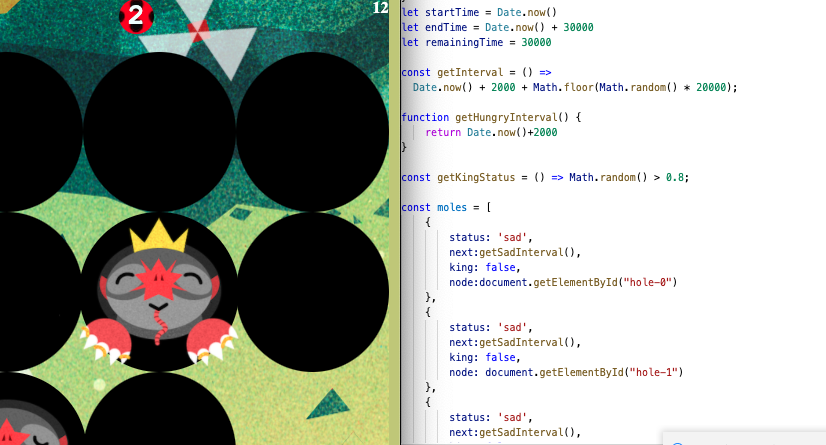 2
12
let startTime = Date.now()
let endTime = Date.now() + 30000
let remainingTime = 30000
const getInterval = () =>
Date.now() + 2000 + Math.floor(Math.random() * 20000);
function getHungryInterval() {
return Date.now()+2000
}
const getKingStatus = () => Math.random() > 0.8;
const moles = [
{
status: 'sad',
next:getSadInterval(),
king: false,
node:document.getElementById("hole-0")
},
{
status: 'sad',
next:getSadInterval(),
king: false,
node: document.getElementById("hole-1")
},
{
status: 'sad',
next:getSadInterval(),